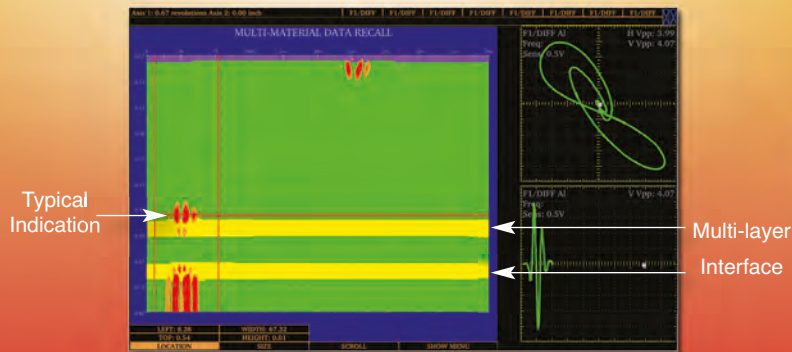 Axis 1: 0.67 resolutions Axis 2: 0.00 inch
F1/DIFF F1/DIFF F1/DIFF F1/DIFF F1/DIFF F1/DIFF F1/DIFF F1/DIFF
MULTI-MATERIAL DATA RECALL
F1/DIFF Al H Vpp: 3.99
Freq: V Vpp: 4.07
Sens: 0.5V
Typical
Indication
F1/DIFF Al V Vpp: 4.07
Freq:
Sens: 0.5V
Multi-layer
Interface
LEFT: 6.38 WIDTH: 67.32
TOP: 0.54 HEIGHT: 0.01
LOCATION SIZE SCROLL SHOW MENU